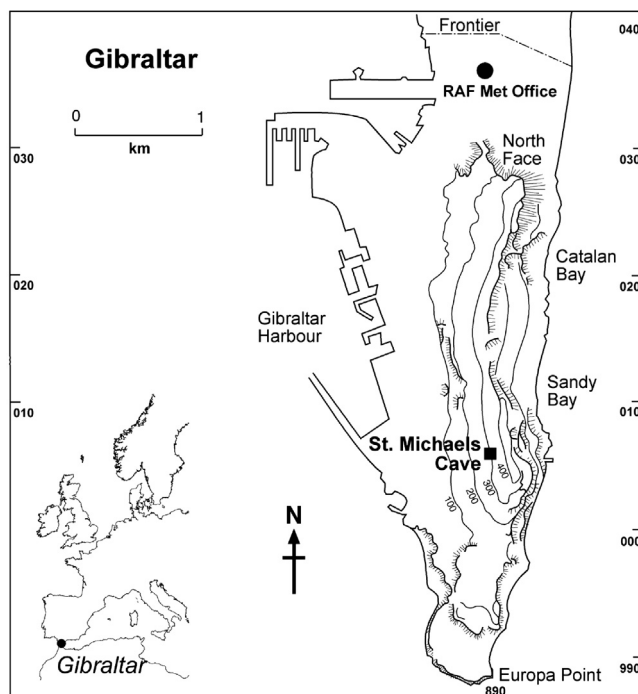 Gibraltar
0
1
km
Frontier
RAF Met Office
North
Face
Catalan
Bay
Gibraltar
Harbour
Sandy
Bay
St. Michaels
Cave
100
200
300
400
N
Europa Point
Gibraltar
030
020
010
040
030
020
010
000
990
890